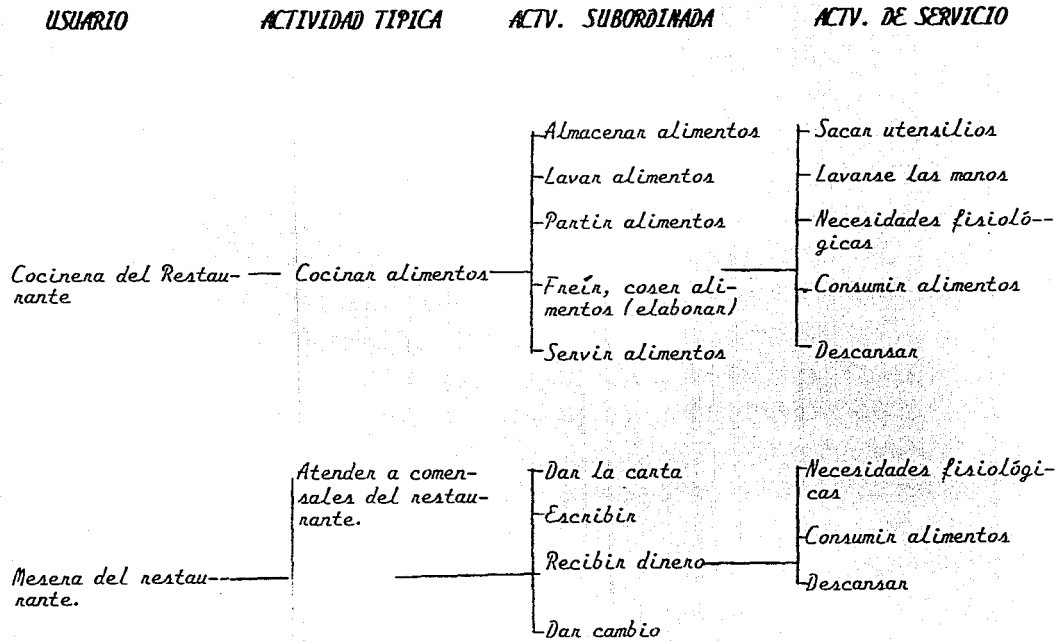 USUARIO ACTIVIDAD TIPICA ACTV. SUBORDINADA ACTV. DE SERVICIO
Almacenar alimentos
Lavar alimentos
Partir alimentos
Cocinera del Restau-
rante
Cocinar alimentos
Freír, coser ali-
mentos (elaborar)
Servir alimentos
Sacar utensilios
Lavarse las manos
Necesidades fisioló--
gicas
Consumir alimentos
Descansar
Mesera del restau-
rante.
Atender a comen-
sales del restau-
rante.
Dar la carta
Escribir
Recibir dinero
Dar cambio
Necesidades fisiológi-
cas
Consumir alimentos
Descansar